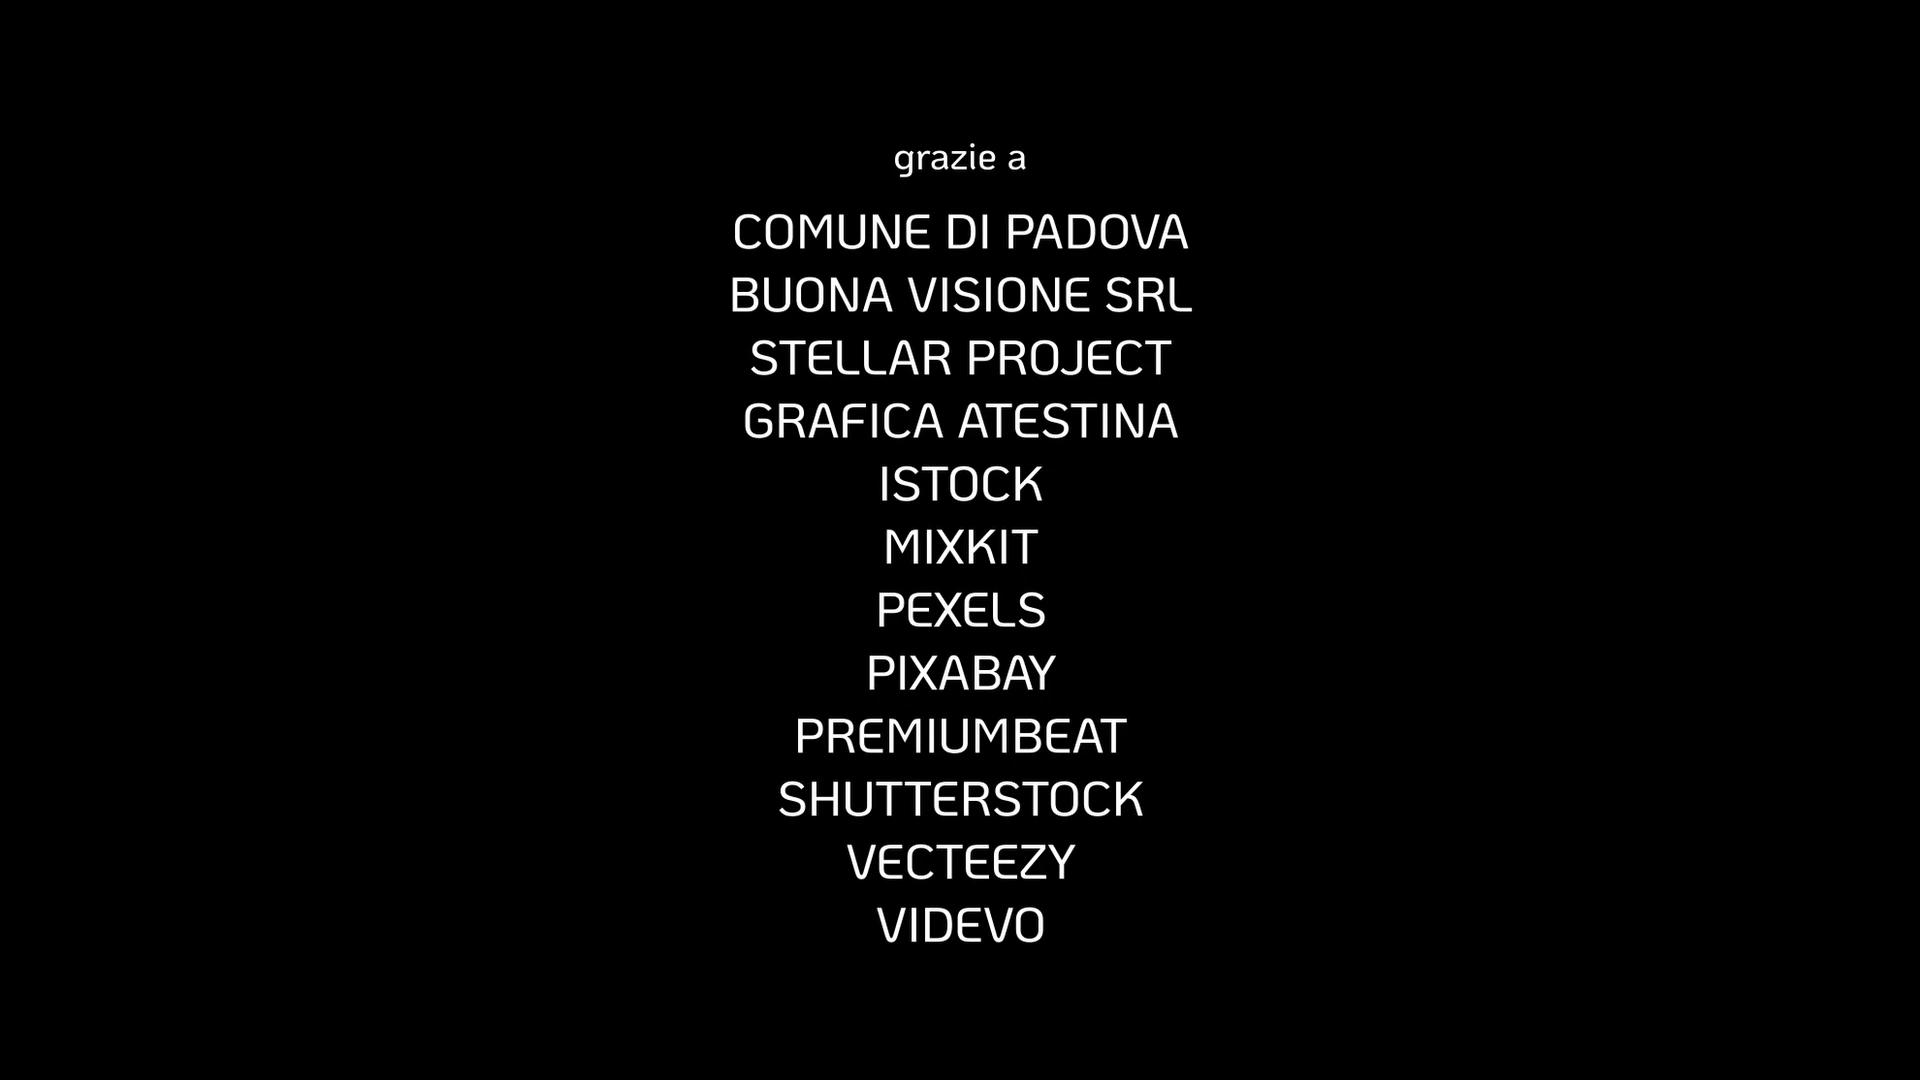 grazie a
COMUNE DI PADOVA
BUONA VISIONE SRL
STELLAR PROJECT
GRAFICA ATESTINA
ISTOCK
MIXKIT
PEXELS
PIXABAY
PREMIUMBEAT
SHUTTERSTOCK
VECTEEZY
VIDEVO